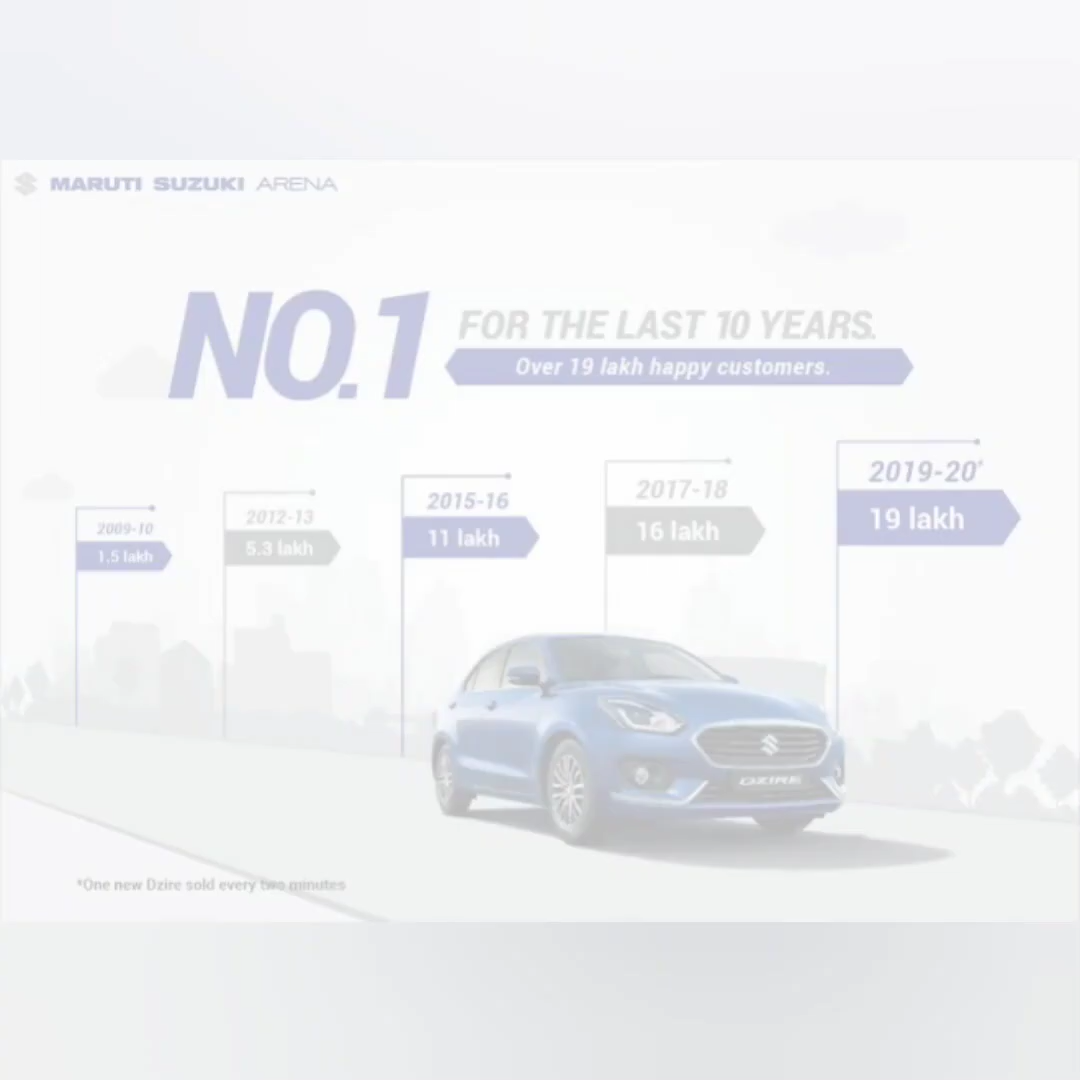 MARUTI SUZUKI ARENA
NO.1
FOR THE LAST 10 YEARS.
Over 19 lakh happy customers.
2009-10
1.5 lakh
2012-13
5.3 lakh
2015-16
11 lakh
2017-18
16 lakh
2019-20*
19 lakh
DZIRE
*One new Dzire sold every two minutes